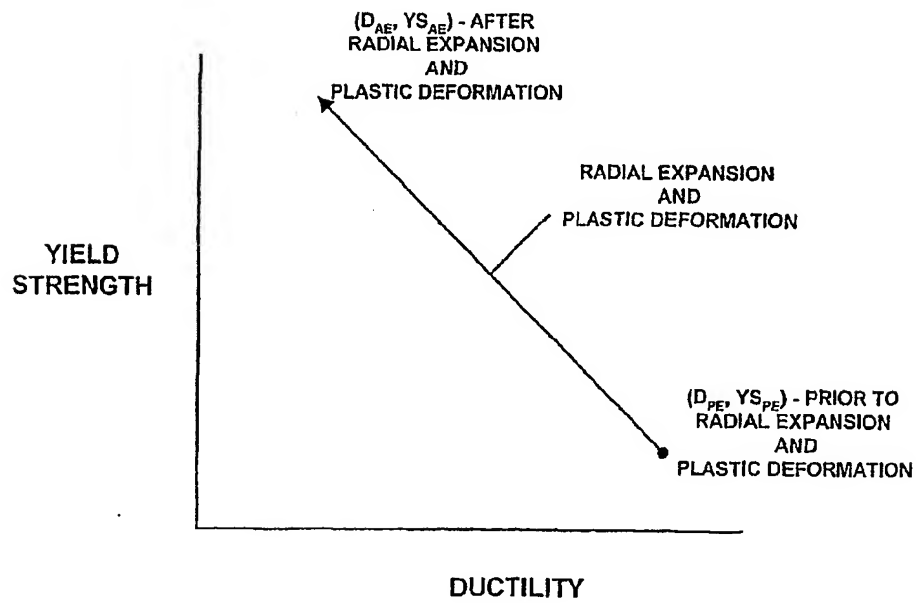 (D_AE, YS_AE) - AFTER
RADIAL EXPANSION
AND
PLASTIC DEFORMATION
RADIAL EXPANSION
AND
PLASTIC DEFORMATION
YIELD
STRENGTH
(D_PE, YS_PE) - PRIOR TO
RADIAL EXPANSION
AND
PLASTIC DEFORMATION
DUCTILITY